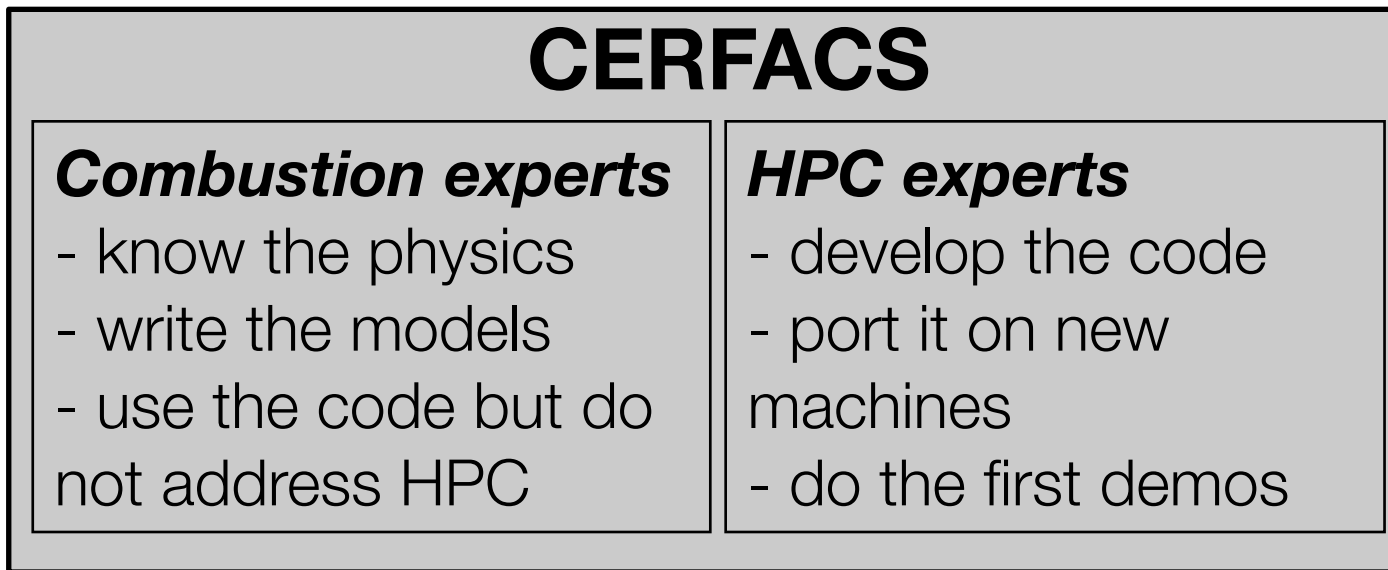 CERFACS
Combustion experts
- know the physics
- write the models
- use the code but do
not address HPC
HPC experts
- develop the code
- port it on new
machines
- do the first demos